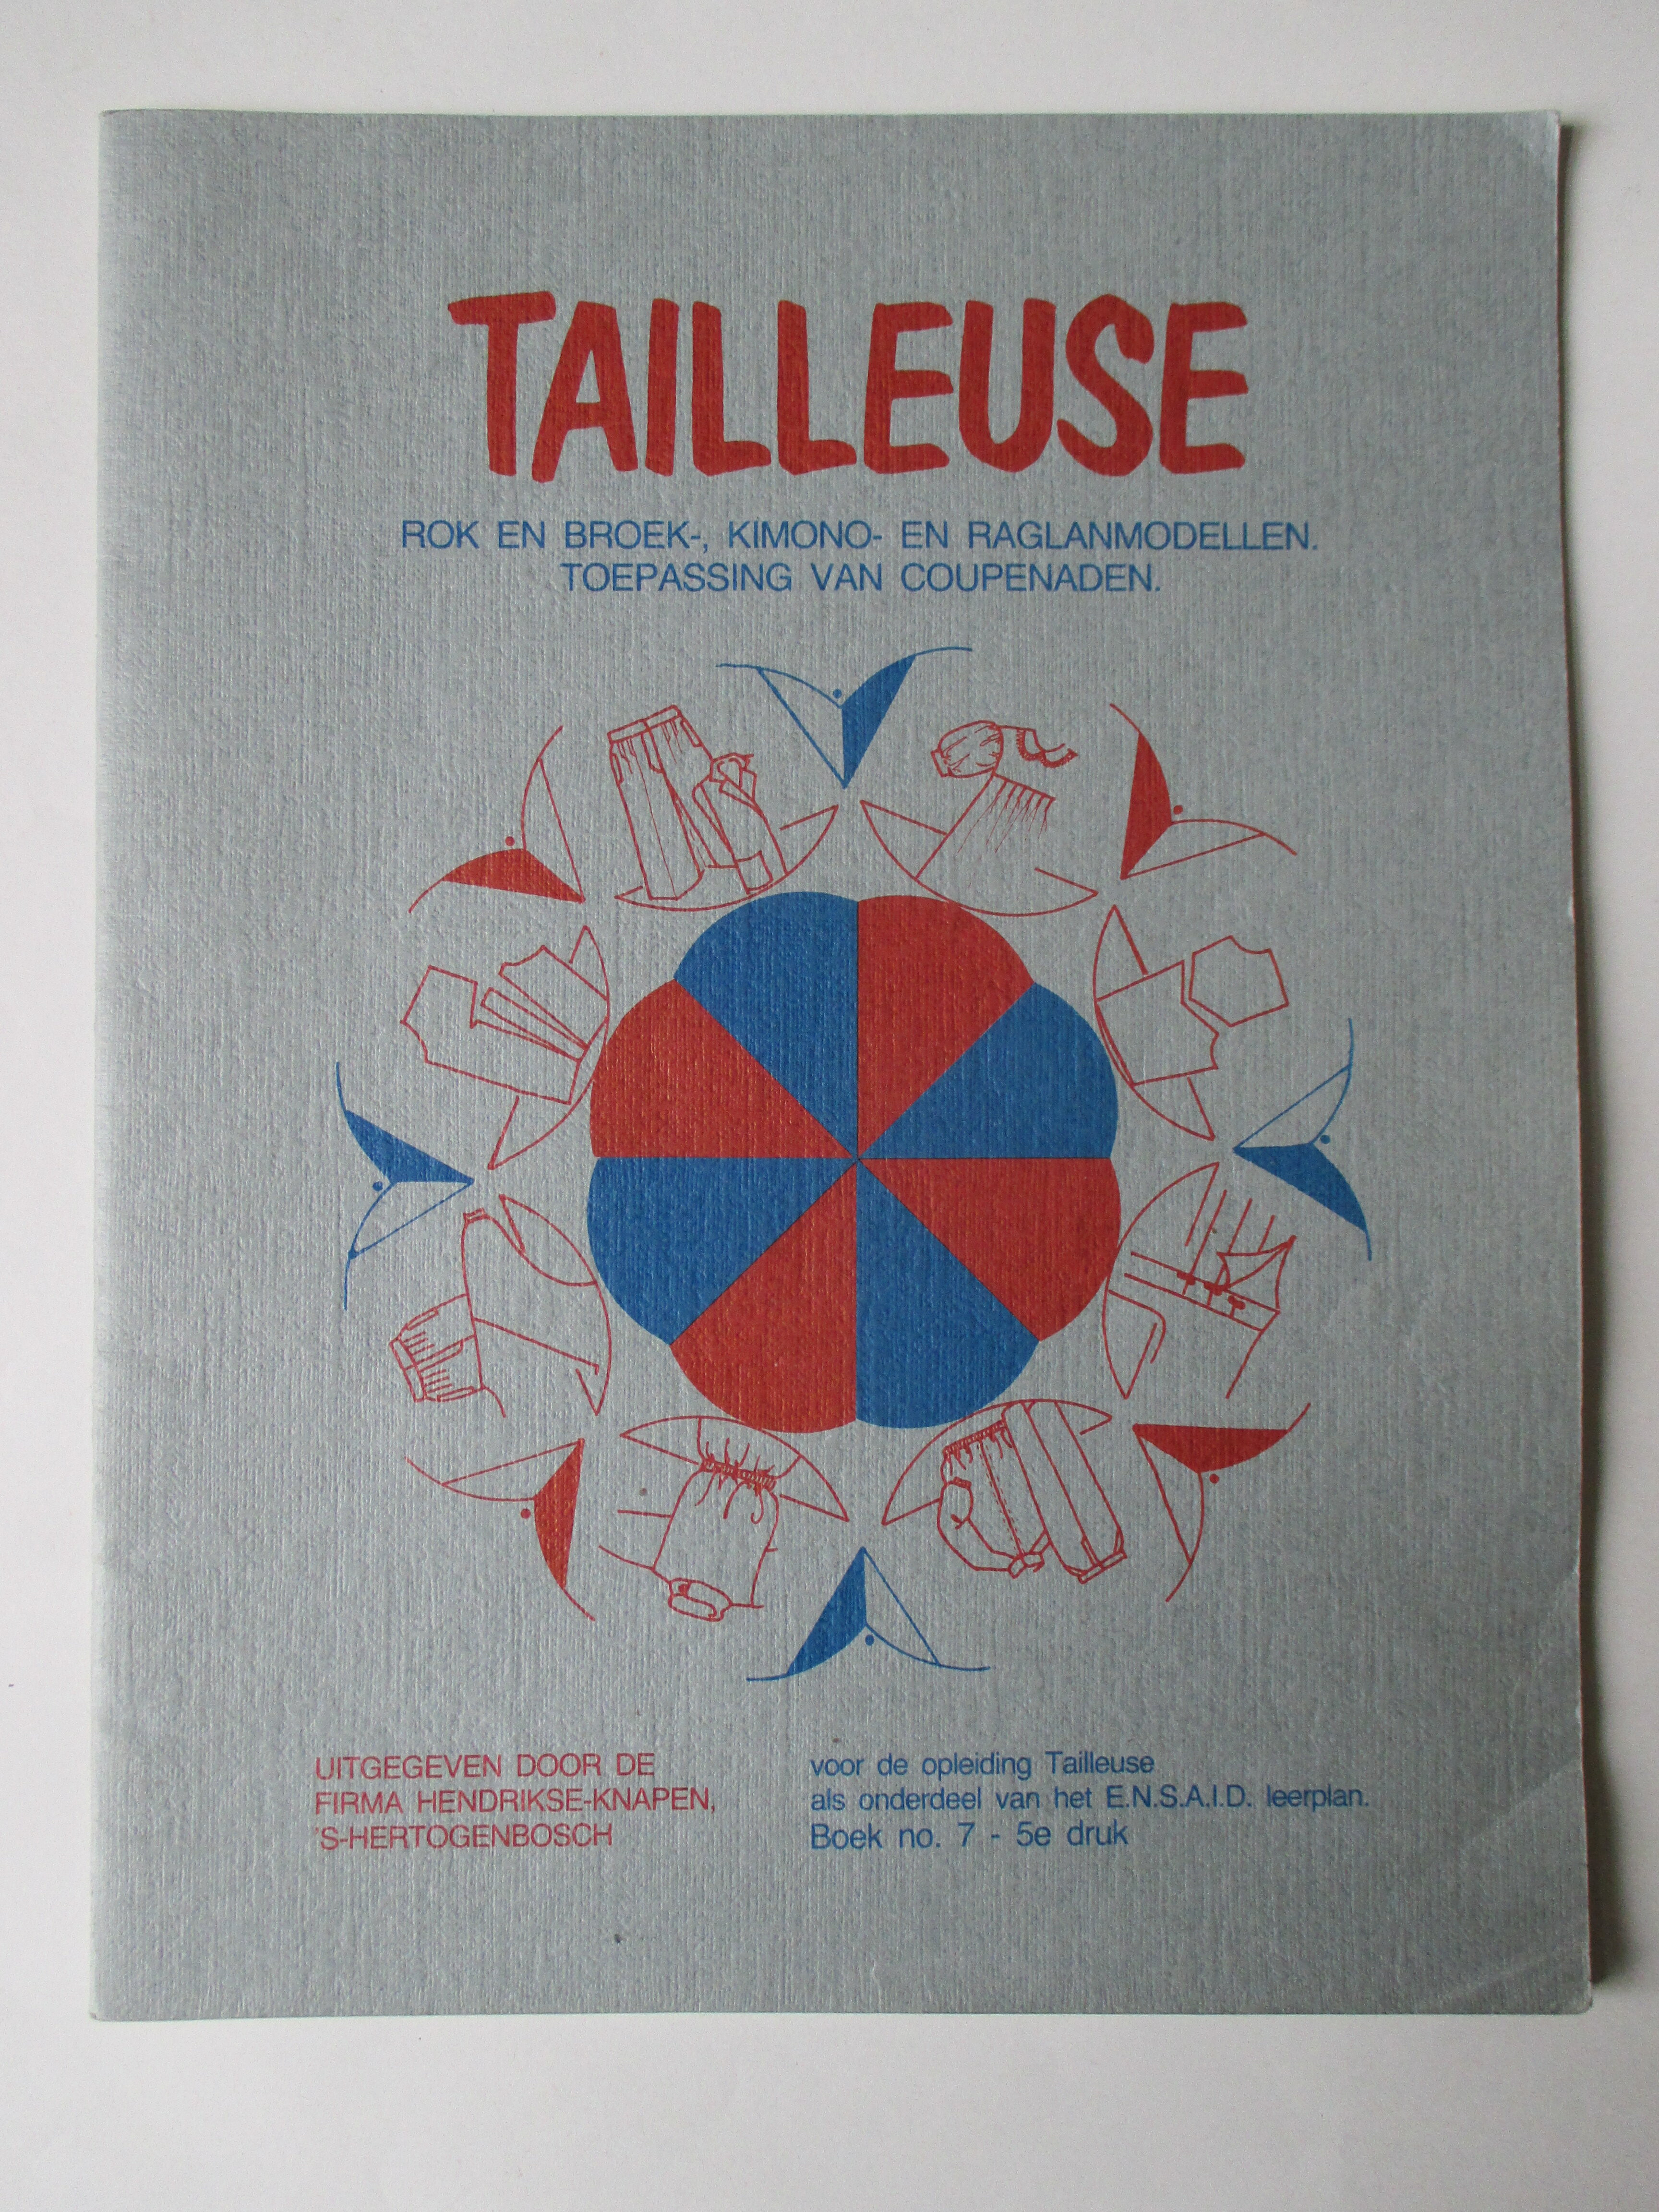 TAILLEUSE
ROK EN BROEK-, KIMONO- EN RAGLANMODELLEN.
TOEPASSING VAN COUPENADEN.
UITGEGEVEN DOOR DE
FIRMA HENDRIKSE-KNAPEN,
'S-HERTOGENBOSCH
voor de opleiding Tailleuse
als onderdeel van het E.N.S.A.I.D. leerplan.
Boek no. 7 - 5e druk